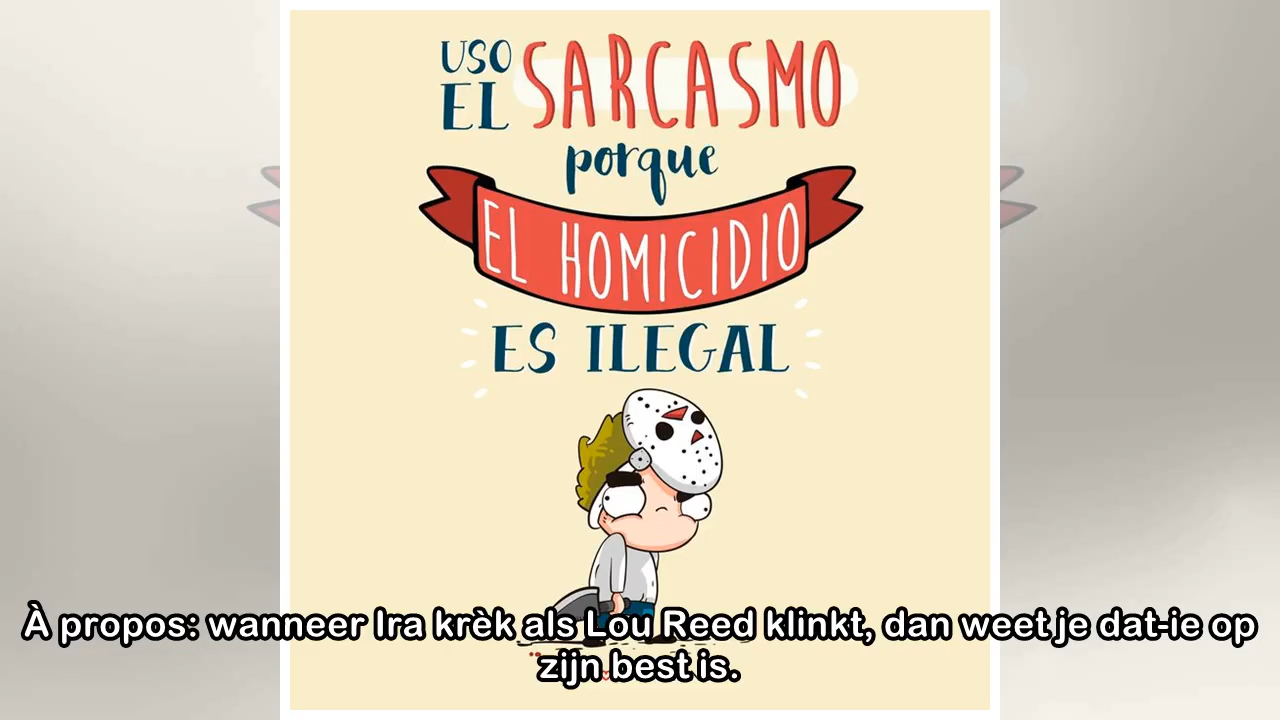 USO
EL SARCASMO
porque
EL HOMICIDIO
ES ILEGAL
À propos: wanneer Ira krèk als Lou Reed klinkt, dan weet je dat-ie op
zijn best is.